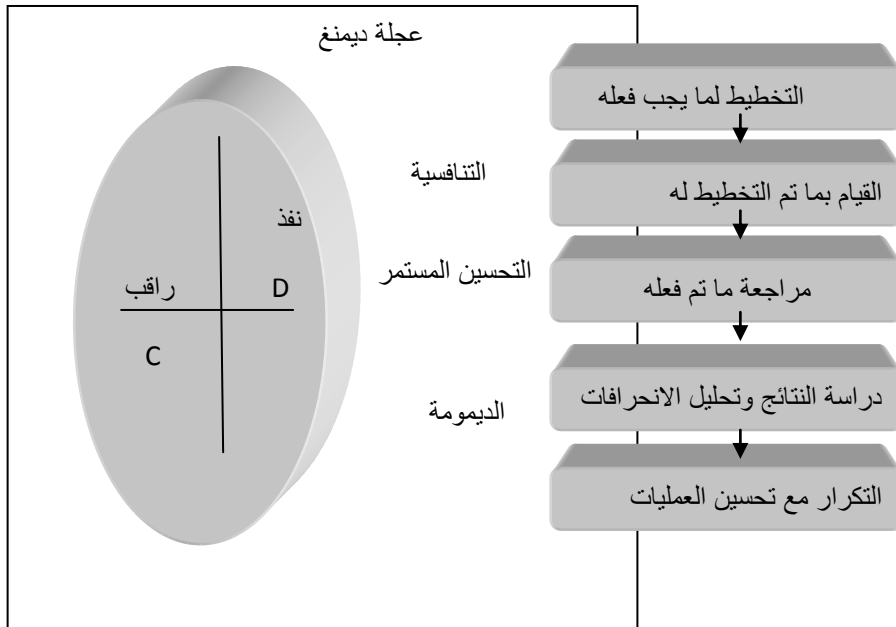 عجلة ديمنغ
التخطيط لما يجب فعله
التنافسية
القيام بما تم التخطيط له
نفذ
التحسين المستمر
مراجعة ما تم فعله
راقب
D
C
الديمومة
دراسة النتائج وتحليل الانحرافات
التكرار مع تحسين العمليات